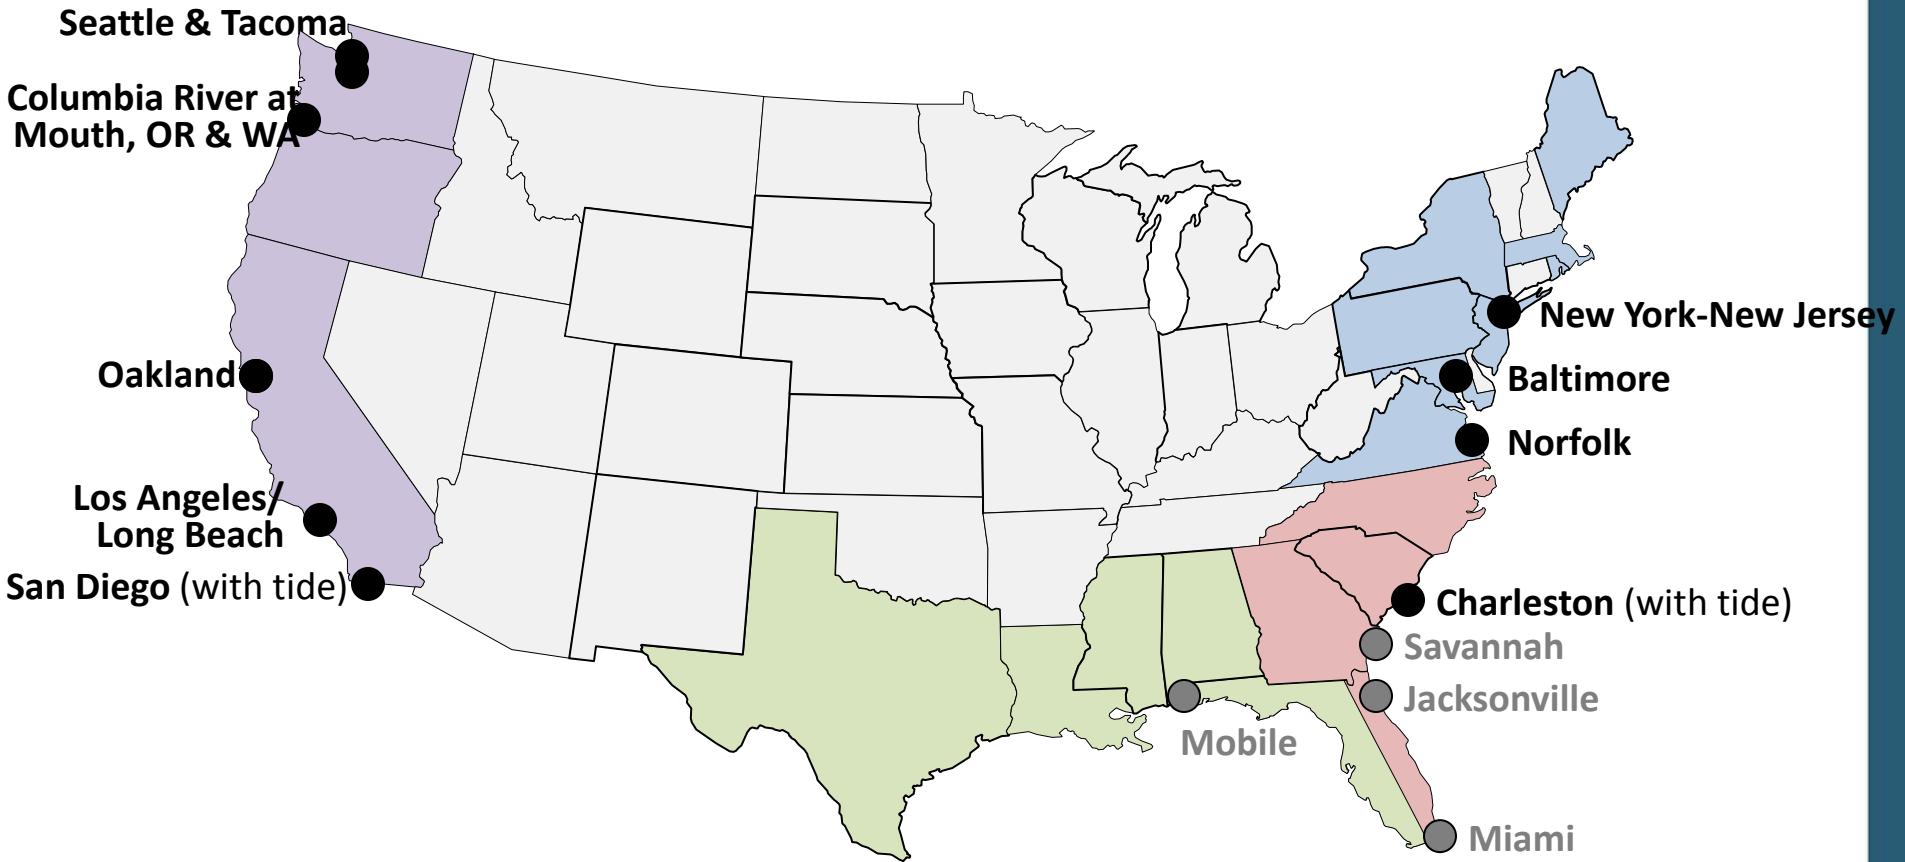 Seattle & Tacoma
Columbia River at
Mouth, OR & WA
Oakland
Los Angeles/
Long Beach
San Diego (with tide)
New York-New Jersey
Baltimore
Norfolk
Charleston (with tide)
Savannah
Jacksonville
Mobile
Miami